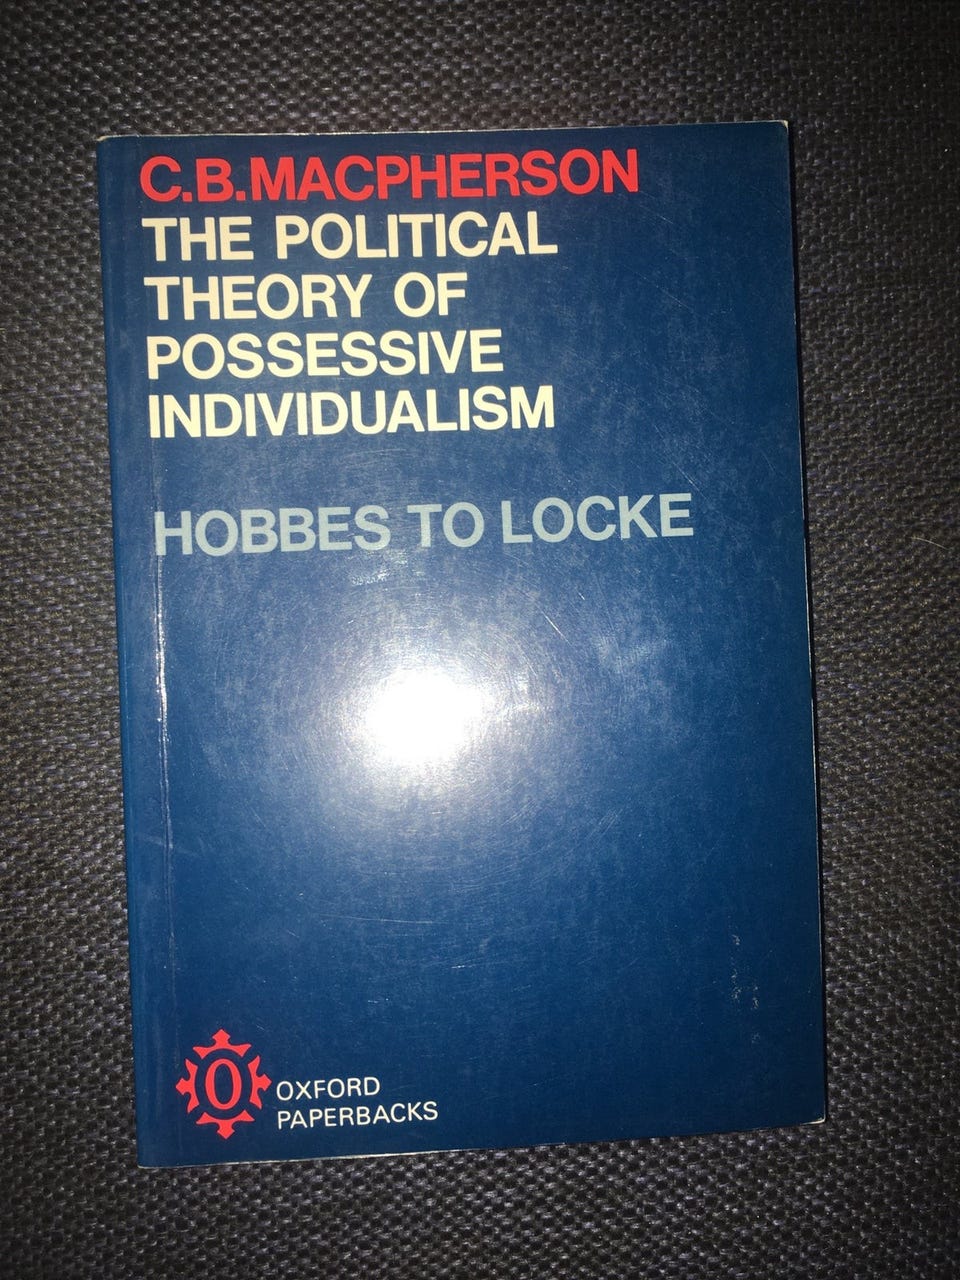 C.B.MACPHERSON
THE POLITICAL
THEORY OF
POSSESSIVE
INDIVIDUALISM
HOBBES TO LOCKE
O
OXFORD
PAPERBACKS